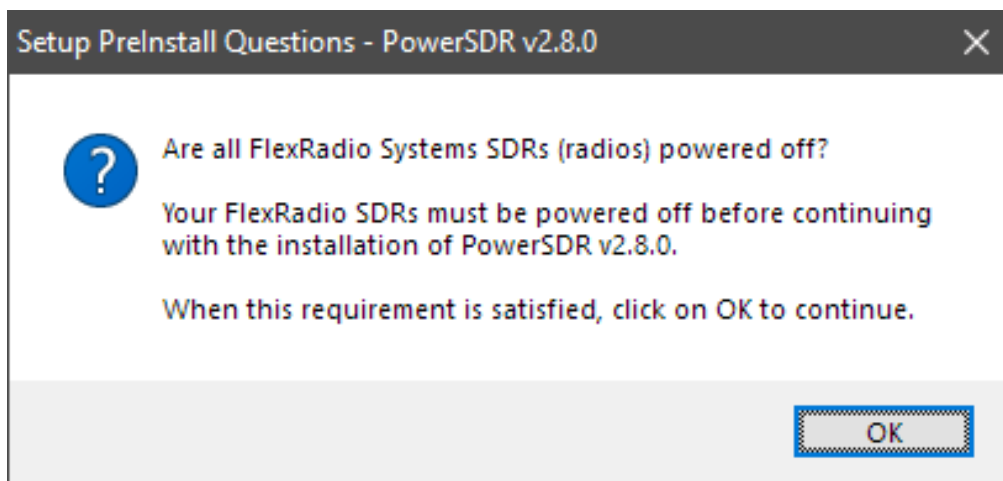 Setup PreInstall Questions - PowerSDR v2.8.0
?
Are all FlexRadio Systems SDRs (radios) powered off?
Your FlexRadio SDRs must be powered off before continuing
with the installation of PowerSDR v2.8.0.
When this requirement is satisfied, click on OK to continue.
OK